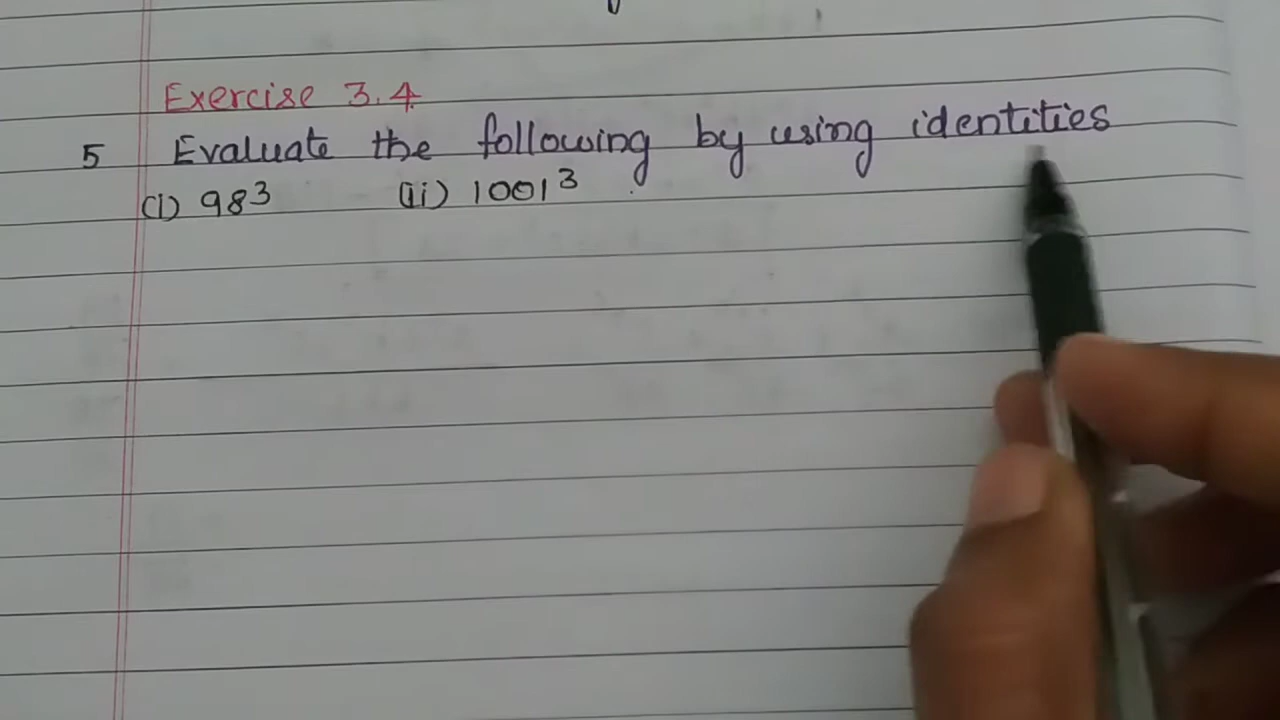 Exercise 3.4
5 Evaluate the following by using identities
(i) 98³ (ii) 1001³